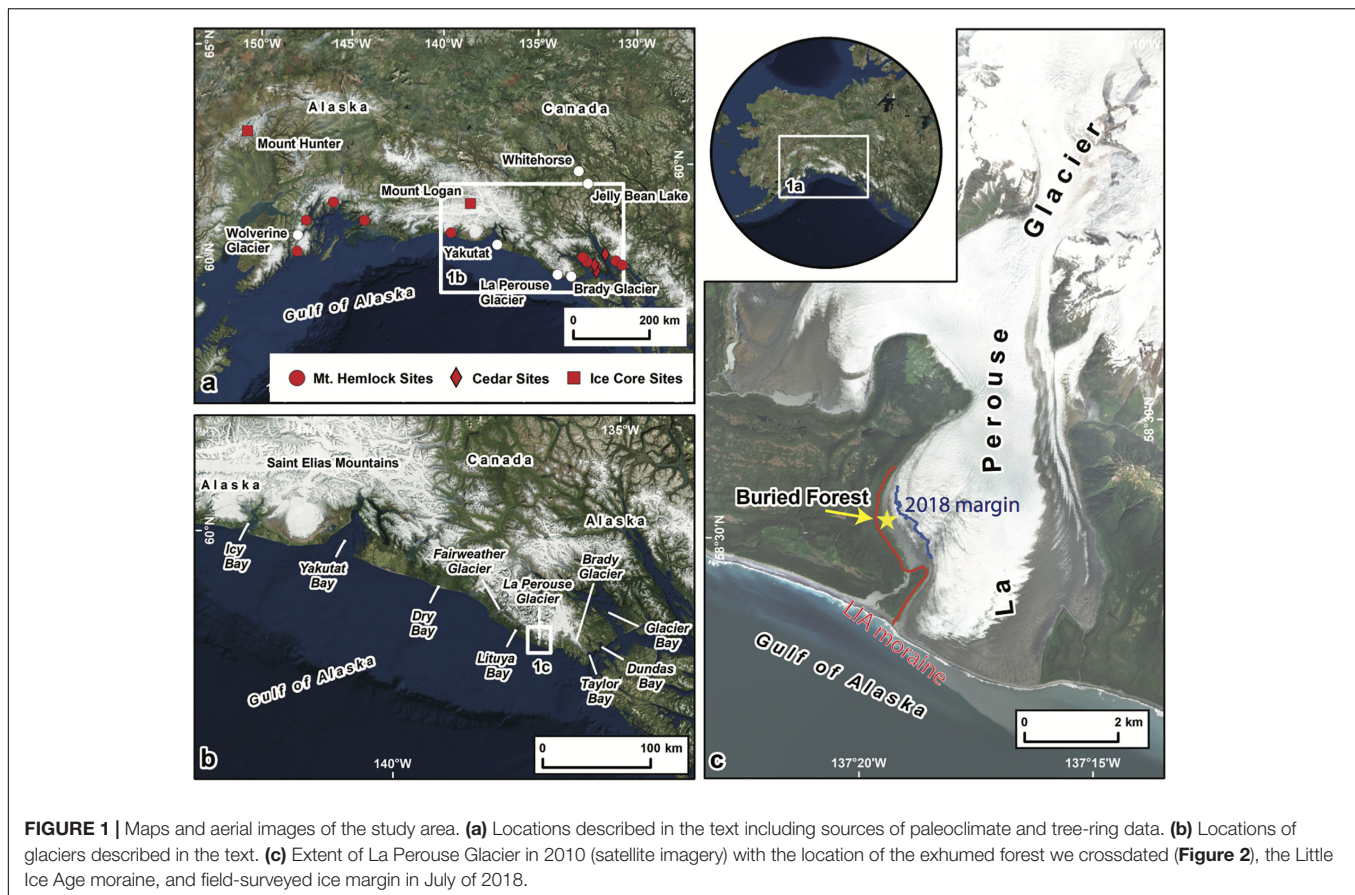 150°W
145°W
140°W
135°W
130°W
65°N
Alaska
Canada
Mount Hunter
60°N
Whitehorse
Mount Logan
Jelly Bean Lake
Wolverine
Glacier
60°N
Yakutat
1b
La Perouse
Glacier
Brady Glacier
Gulf of Alaska
0 200 km
a
Mt. Hemlock Sites
Cedar Sites
Ice Core Sites
1a
140°W
135°W
Saint Elias Mountains
Canada
Alaska
Alaska
60°N
Icy
Bay
Yakutat
Bay
Dry
Bay
Fairweather
Glacier
La Perouse
Glacier
Brady
Glacier
Lituya
Bay
1c
Glacier
Bay
Dundas
Bay
Taylor
Bay
Gulf of Alaska
0 100 km
b
140°W
La Perouse Glacier
58°30'N
Buried Forest
2018 margin
58°30'N
LIA moraine
Gulf of Alaska
0 2 km
c
137°20'W
137°15'W
FIGURE 1 | Maps and aerial images of the study area. (a) Locations described in the text including sources of paleoclimate and tree-ring data. (b) Locations of
glaciers described in the text. (c) Extent of La Perouse Glacier in 2010 (satellite imagery) with the location of the exhumed forest we crossdated (Figure 2), the Little
Ice Age moraine, and field-surveyed ice margin in July of 2018.